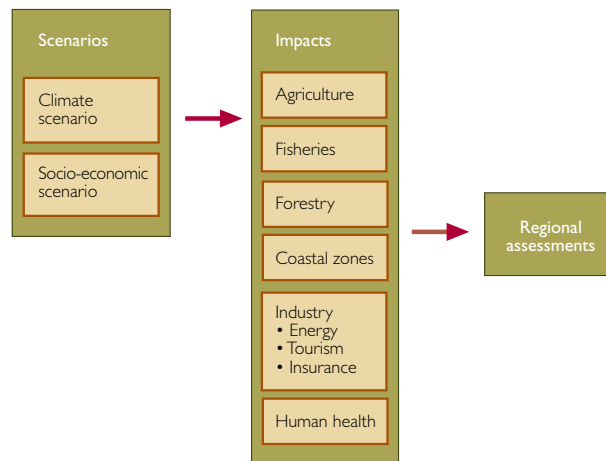 Scenarios
Climate
scenario
Socio-economic
scenario
Impacts
Agriculture
Fisheries
Forestry
Coastal zones
Industry
• Energy
• Tourism
• Insurance
Human health
Regional
assessments